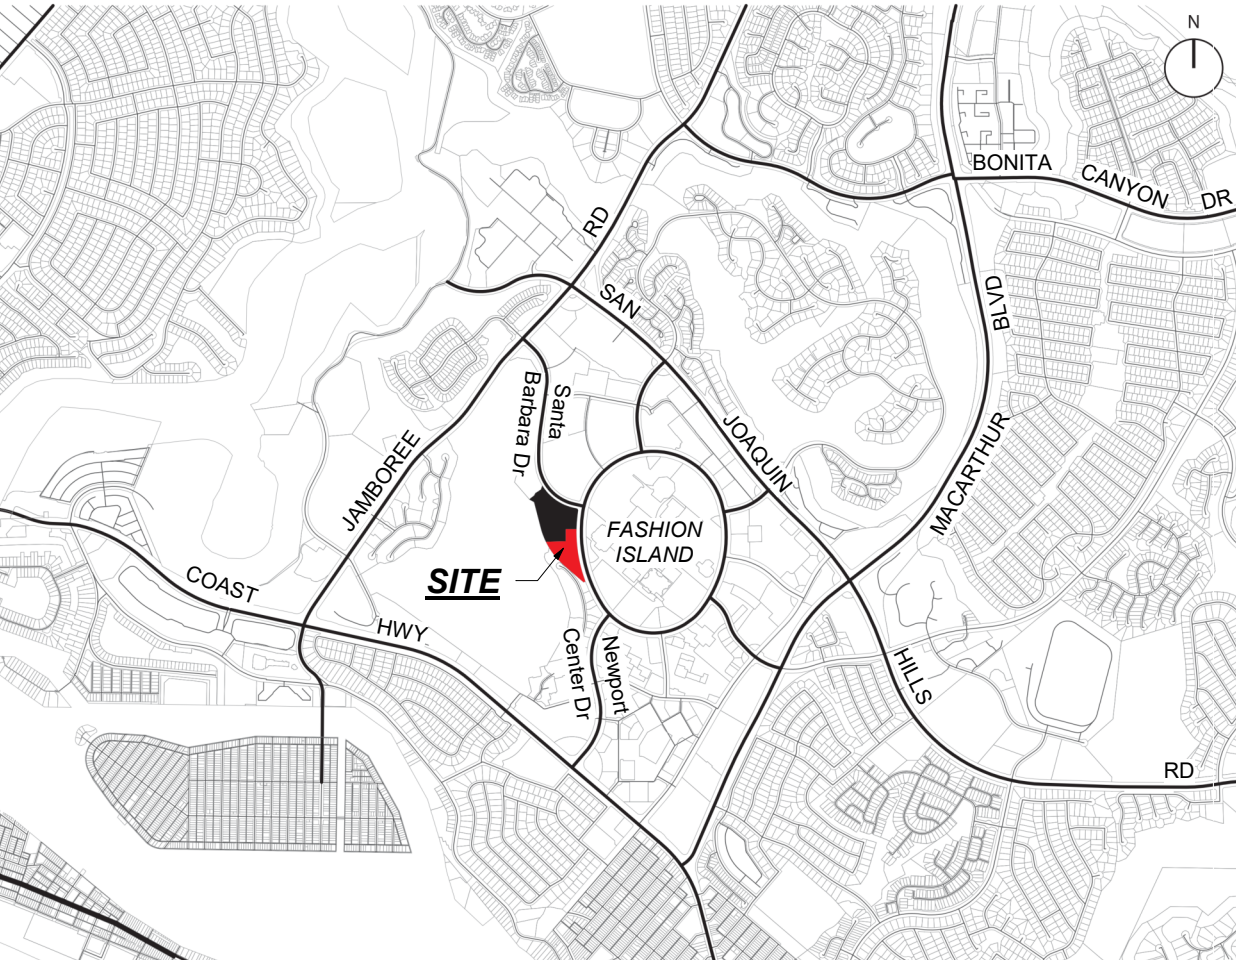 N
BONITA
CANYON
DR
RD
SAN
BLVD
Santa
Barbara Dr
JOAQUIN
JAMBOREE
MACARTHUR
FASHION
ISLAND
SITE
COAST
HWY
Newport
Center Dr
HILLS
RD